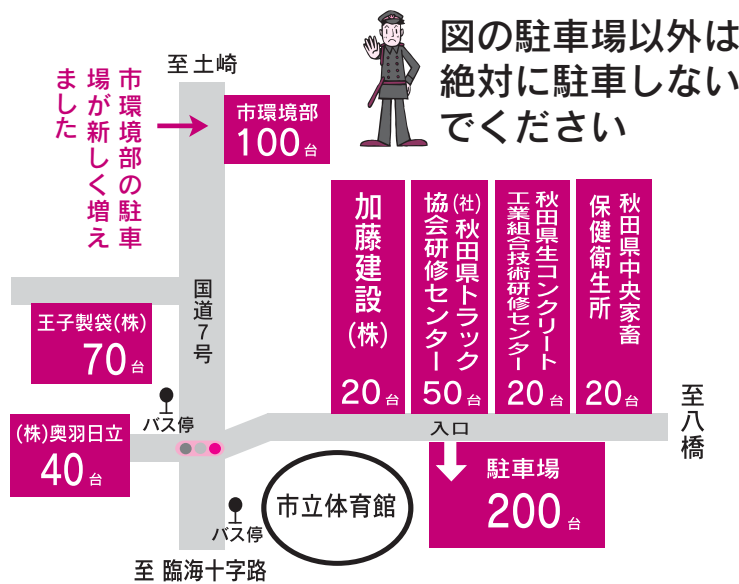 図の駐車場以外は
絶対に駐車しない
でください
至 土崎
市環境部の駐車
場が新しく増え
ました
市環境部
100台
国道7号
王子製袋(株)
70台
バス停
(株)奥羽日立
40台
加藤建設
(株)
20台
(社)秋田県トラック
協会研修センター
50台
秋田県生コンクリート
工業組合技術研修センター
20台
秋田県中央家畜
保健衛生所
20台
至八橋
入口
駐車場
200台
市立体育館
バス停
至 臨海十字路